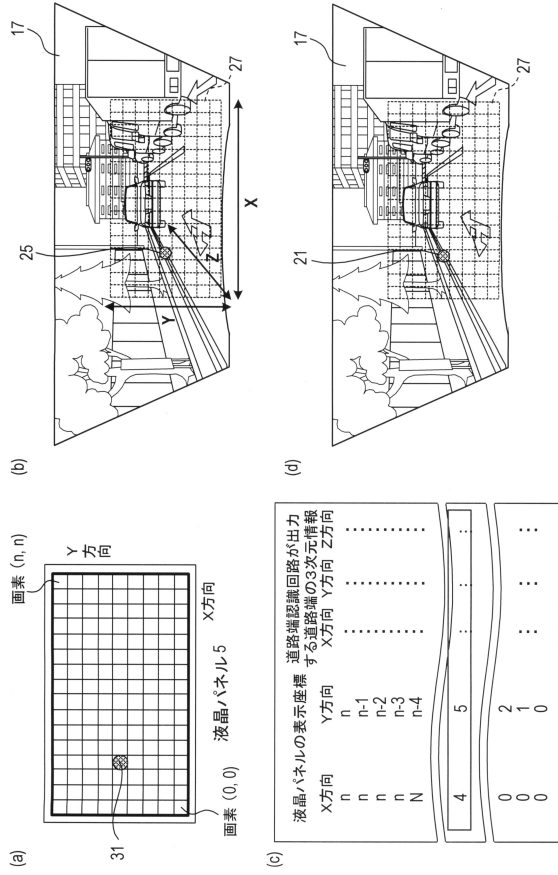 (a)
画素 (n, n)
Y
方向
31
X方向
画素 (0, 0)
液晶パネル 5
(b)
17
25
Y
Z
X
27
(c)
液晶パネルの表示座標 道路端認識回路が出力
する道路端の3次元情報
X方向 Y方向 X方向 Y方向 Z方向
n n
n n-1
n n-2
n n-3
N n-4
4 5
0 2
0 1
0 0
(d)
17
21
27